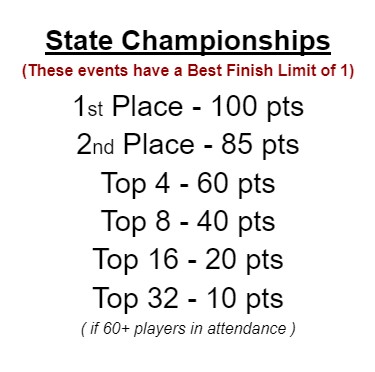 State Championships
(These events have a Best Finish Limit of 1)
1st Place - 100 pts
2nd Place - 85 pts
Top 4 - 60 pts
Top 8 - 40 pts
Top 16 - 20 pts
Top 32 - 10 pts
( if 60+ players in attendance )